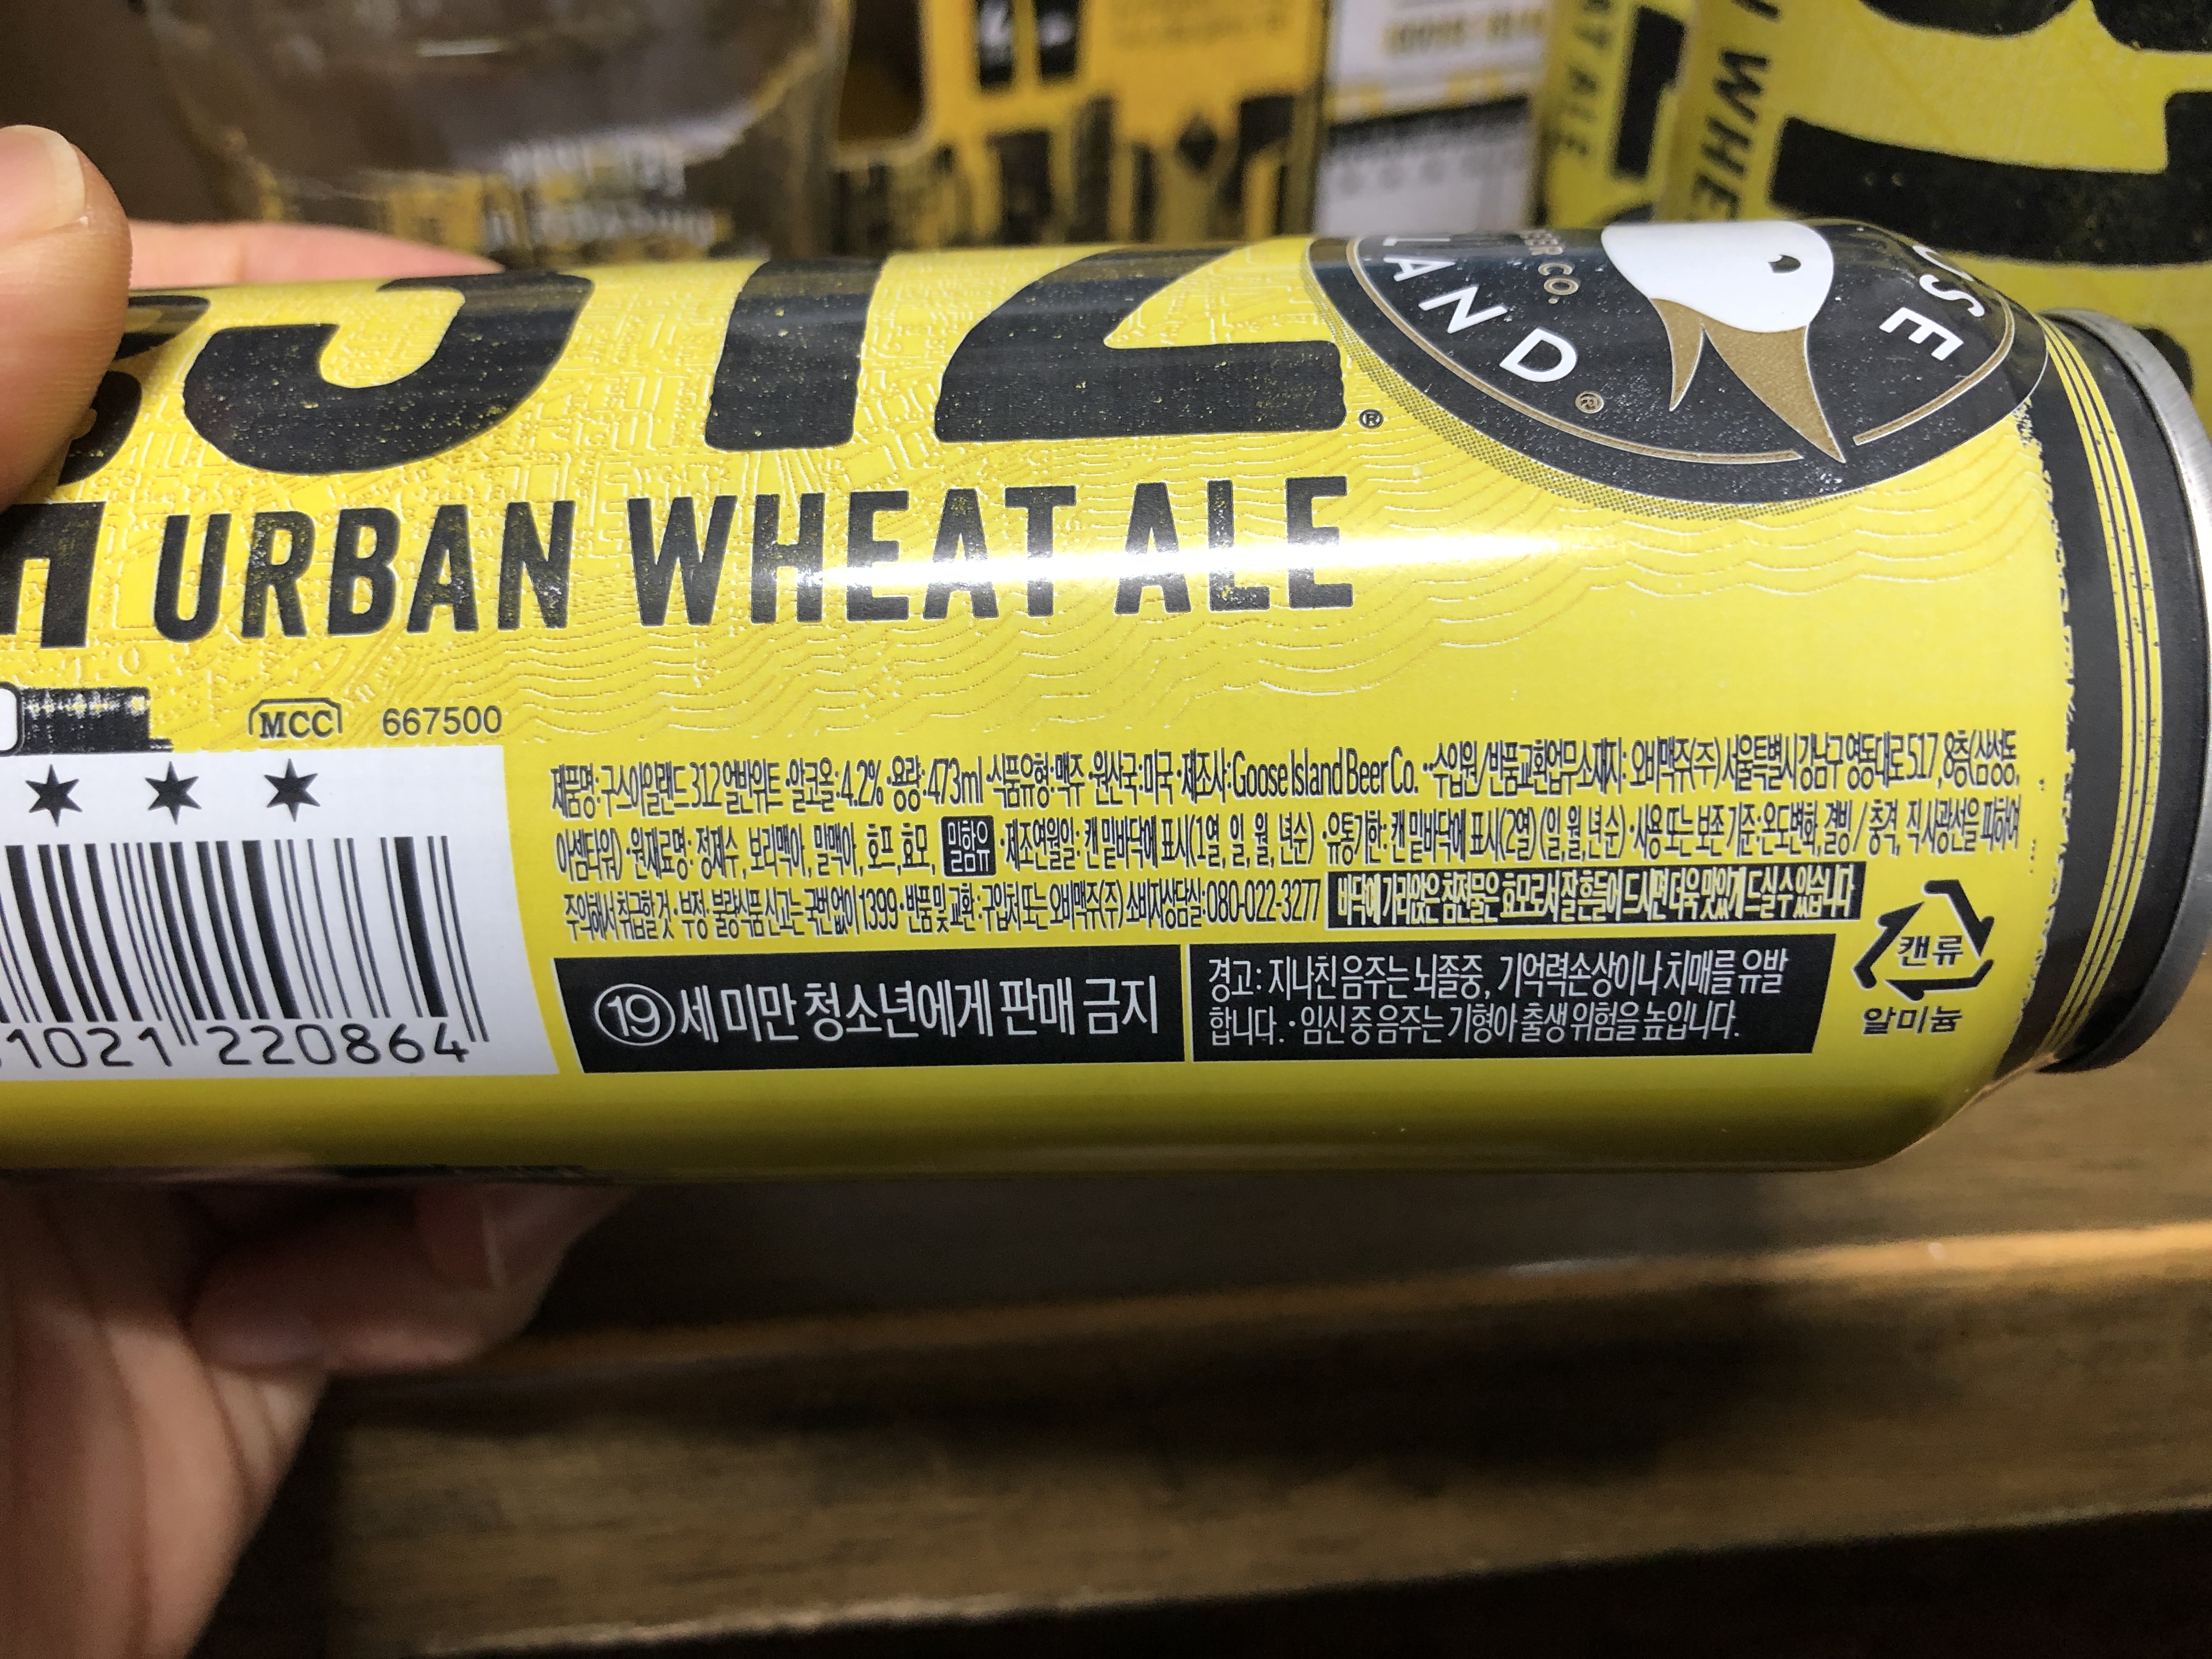 312®
URBAN WHEAT ALE
BEER CO.
LAND®
OSE
MCC 667500
제품명:구스아일랜드 312 얼반위트 ·알코올:4.2% ·용량:473ml ·식품유형:맥주 ·원산국:미국 ·제조사:Goose Island Beer Co. ··수입원/반품교환업무소재지: 오비맥주(주) 서울특별시 강남구 영동대로 517, 8층(삼성동,
아셈타워) ·원재료명: 정제수, 보리맥아, 밀맥아, 호프, 효모, 밀함유 ·제조연월일: 캔 밑바닥에 표시(1열, 일, 월, 년순) ·유통기한: 캔 밑바닥에 표시(2열) (일, 월, 년 순) ·사용 또는 보존 기준:온도변화, 결빙 / 충격, 직사광선을 피하여
주의해서 취급할 것 ·부정·불량식품 신고는 국번 없이 1399 · 반품 및 교환:구입처 또는 오비맥주(주) 소비자상담실:080-022-3277 바닥에 가라앉은 침전물은 효모로서 잘 흔들어 드시면 더욱 맛있게 드실 수 있습니다
1021 220864
19세 미만 청소년에게 판매 금지
경고: 지나친 음주는 뇌졸중, 기억력손상이나 치매를 유발
합니다. · 임신 중 음주는 기형아 출생 위험을 높입니다.
캔류
알미늄
WHE
AT ALE